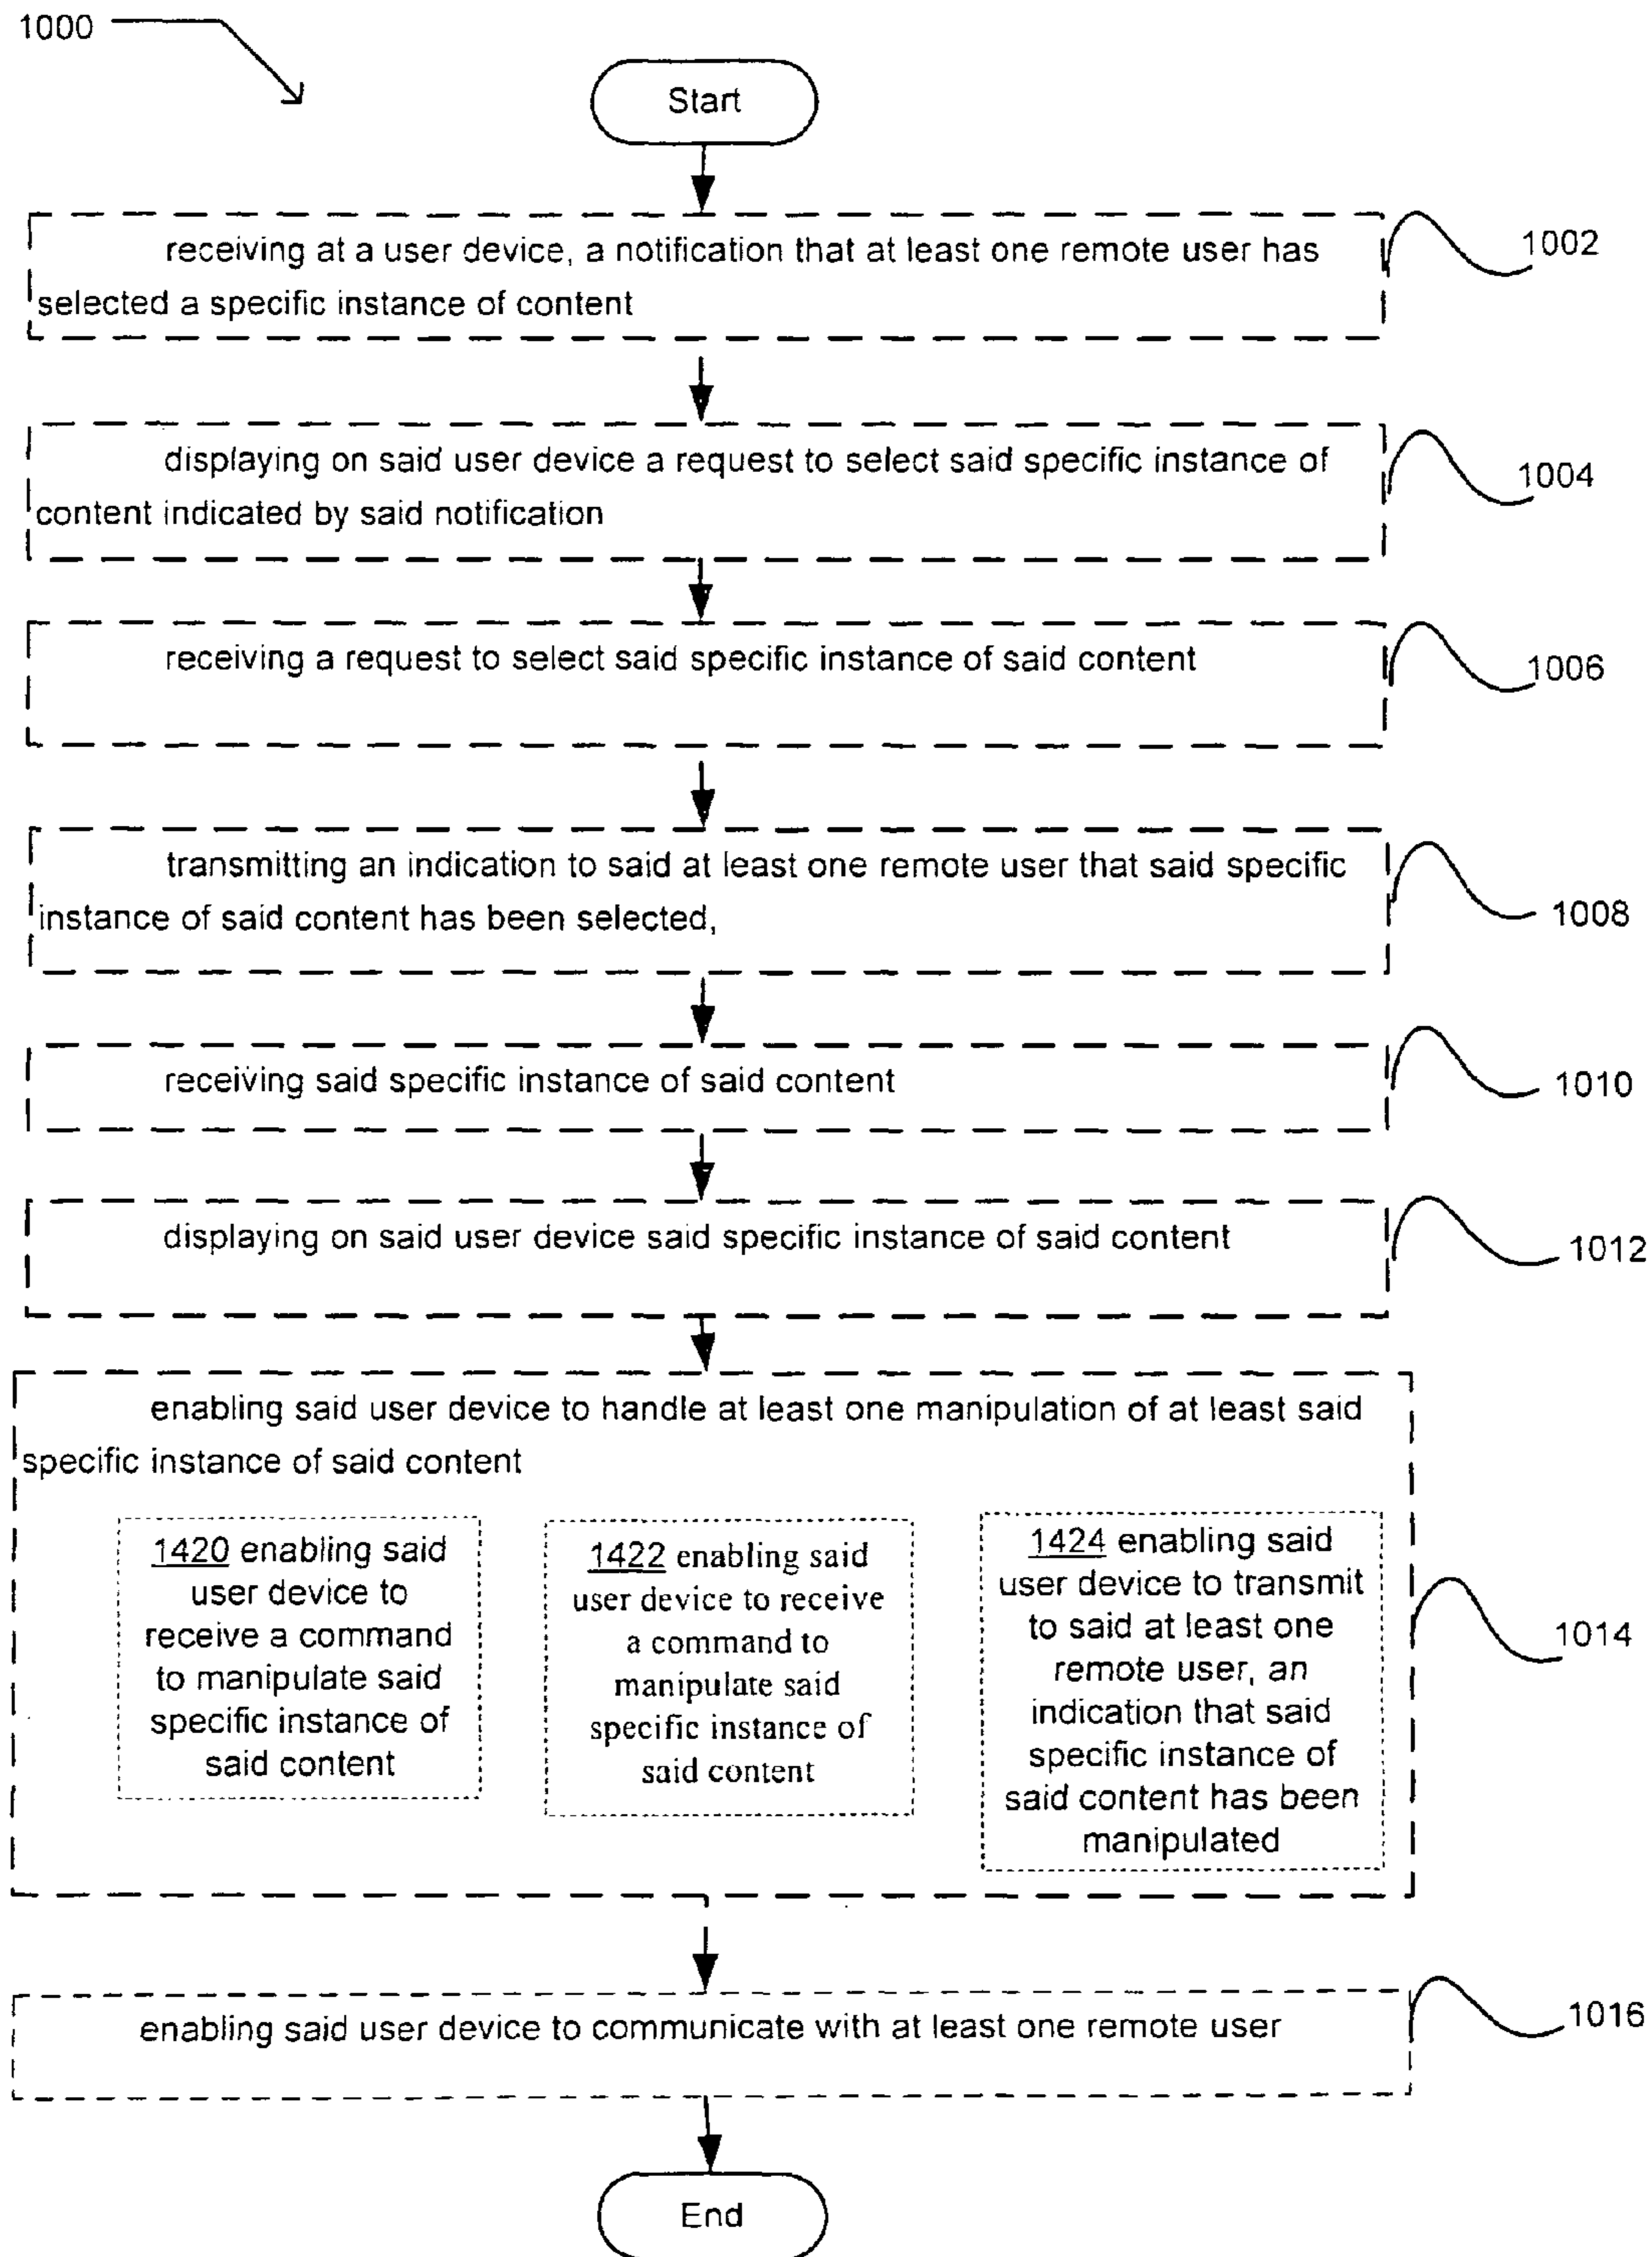 1000
Start
receiving at a user device, a notification that at least one remote user has
selected a specific instance of content
1002
displaying on said user device a request to select said specific instance of
content indicated by said notification
1004
receiving a request to select said specific instance of said content
1006
transmitting an indication to said at least one remote user that said specific
instance of said content has been selected,
1008
receiving said specific instance of said content
1010
displaying on said user device said specific instance of said content
1012
enabling said user device to handle at least one manipulation of at least said
specific instance of said content
1420 enabling said
user device to
receive a command
to manipulate said
specific instance of
said content
1422 enabling said
user device to receive
a command to
manipulate said
specific instance of
said content
1424 enabling said
user device to transmit
to said at least one
remote user, an
indication that said
specific instance of
said content has been
manipulated
1014
enabling said user device to communicate with at least one remote user
1016
End